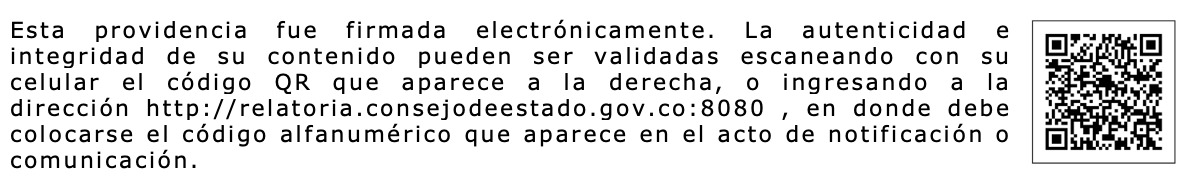 Esta providencia fue firmada electrónicamente. La autenticidad e
integridad de su contenido pueden ser validadas escaneando con su
celular el código QR que aparece a la derecha, o ingresando a la
dirección http://relatoria.consejodeestado.gov.co:8080 , en donde debe
colocarse el código alfanumérico que aparece en el acto de notificación o
comunicación.